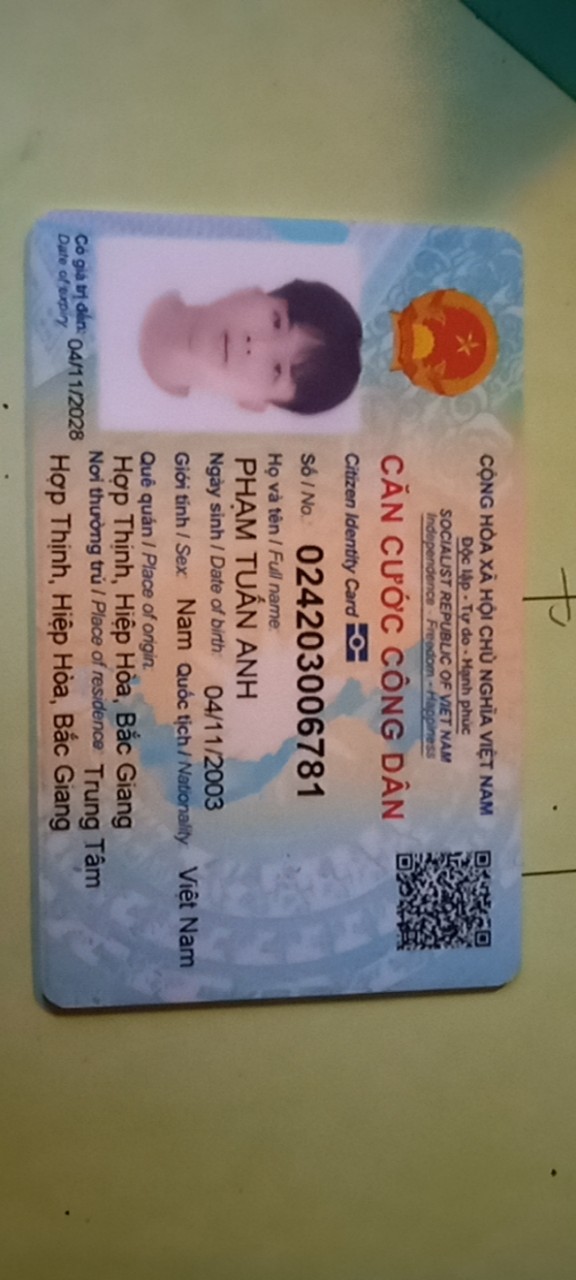 CỘNG HÒA XÃ HỘI CHỦ NGHĨA VIỆT NAM
Độc lập - Tự do - Hạnh phúc
SOCIALIST REPUBLIC OF VIET NAM
Independence - Freedom - Happiness
CĂN CƯỚC CÔNG DÂN
Citizen Identity Card
Số / No.: 024203006781
Họ và tên / Full name:
PHẠM TUẤN ANH
Ngày sinh / Date of birth: 04/11/2003
Giới tính / Sex: Nam Quốc tịch / Nationality: Việt Nam
Quê quán / Place of origin:
Hợp Thịnh, Hiệp Hòa, Bắc Giang
Nơi thường trú / Place of residence: Trung Tâm
Hợp Thịnh, Hiệp Hòa, Bắc Giang
Có giá trị đến: 04/11/2028
Date of expiry